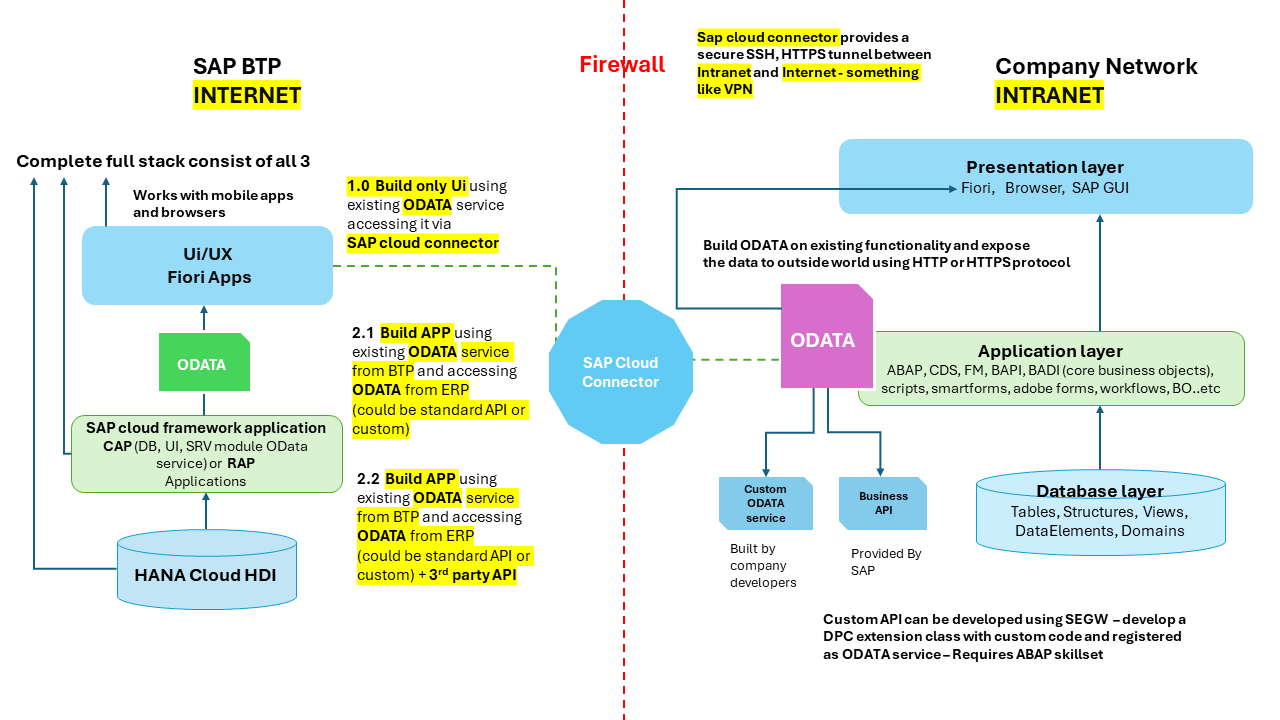 SAP BTP
INTERNET
Firewall
Sap cloud connector provides a
secure SSH, HTTPS tunnel between
Intranet and Internet - something
like VPN
Company Network
INTRANET
Complete full stack consist of all 3
Works with mobile apps
and browsers
Ui/UX
Fiori Apps
ODATA
SAP cloud framework application
CAP (DB, UI, SRV module OData
service) or RAP
Applications
HANA Cloud HDI
1.0 Build only Ui using
existing ODATA service
accessing it via
SAP cloud connector
2.1 Build APP using
existing ODATA service
from BTP and accessing
ODATA from ERP
(could be standard API or
custom)
2.2 Build APP using
existing ODATA service
from BTP and accessing
ODATA from ERP
(could be standard API or
custom) + 3rd party API
SAP Cloud
Connector
Presentation layer
Fiori, Browser, SAP GUI
Build ODATA on existing functionality and expose
the data to outside world using HTTP or HTTPS protocol
ODATA
Application layer
ABAP, CDS, FM, BAPI, BADI (core business objects),
scripts, smartforms, adobe forms, workflows, BO..etc
Custom
ODATA
service
Business
API
Built by
company
developers
Provided By
SAP
Database layer
Tables, Structures, Views,
DataElements, Domains
Custom API can be developed using SEGW – develop a
DPC extension class with custom code and registered
as ODATA service – Requires ABAP skillset